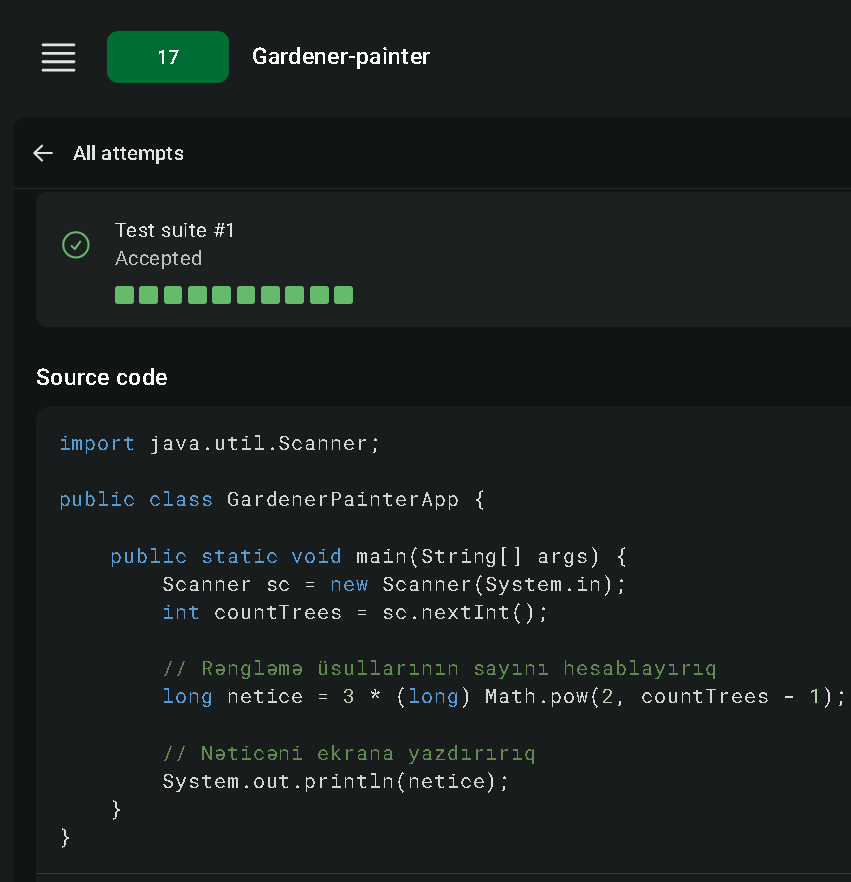 17
Gardener-painter
All attempts
Test suite #1
Accepted
Source code
import java.util.Scanner;
public class GardenerPainterApp {
public static void main(String[] args) {
Scanner sc = new Scanner(System.in);
int countTrees = sc.nextInt();
// Rəngləmə üsullarının sayını hesablayırıq
long netice = 3 * (long) Math.pow(2, countTrees - 1);
// Nəticəni ekrana yazdırırıq
System.out.println(netice);
}
}